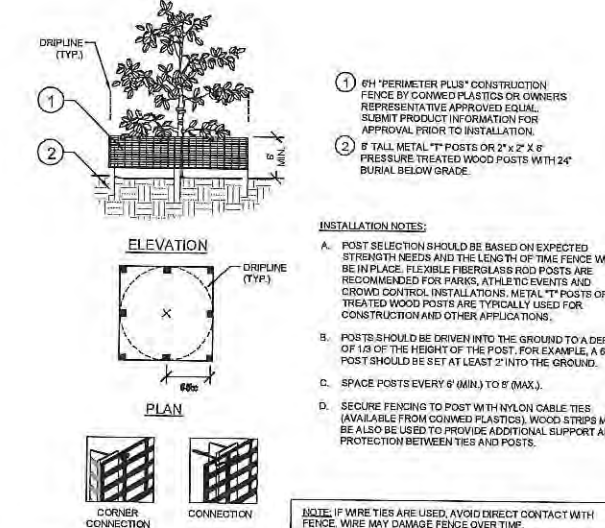 DRIPLINE
(TYP.)
1
2
6'
MIN.
ELEVATION
DRIPLINE
(TYP.)
PLAN
CORNER
CONNECTION
CONNECTION
1 6'H "PERIMETER PLUS" CONSTRUCTION
FENCE BY CONWED PLASTICS OR OWNER'S
REPRESENTATIVE APPROVED EQUAL.
SUBMIT PRODUCT INFORMATION FOR
APPROVAL PRIOR TO INSTALLATION.
2 8' TALL METAL "T" POSTS OR 2" x 2" X 8'
PRESSURE TREATED WOOD POSTS WITH 24"
BURIAL BELOW GRADE.
INSTALLATION NOTES:
A. POST SELECTION SHOULD BE BASED ON EXPECTED
STRENGTH NEEDS AND THE LENGTH OF TIME FENCE
BE IN PLACE. FLEXIBLE FIBERGLASS ROD POSTS ARE
RECOMMENDED FOR PARKS, ATHLETIC EVENTS AND
CROWD CONTROL INSTALLATIONS. METAL "T" POSTS OR
TREATED WOOD POSTS ARE TYPICALLY USED FOR
CONSTRUCTION AND OTHER APPLICATIONS.
B. POSTS SHOULD BE DRIVEN INTO THE GROUND TO A
OF 1/3 OF THE HEIGHT OF THE POST. FOR EXAMPLE, A
POST SHOULD BE SET AT LEAST 2' INTO THE GROUND.
C. SPACE POSTS EVERY 6' (MIN.) TO 8' (MAX.).
D. SECURE FENCING TO POST WITH NYLON CABLE TIES
(AVAILABLE FROM CONWED PLASTICS). WOOD STRIPS
BE ALSO BE USED TO PROVIDE ADDITIONAL SUPPORT
PROTECTION BETWEEN TIES AND POSTS.
NOTE: IF WIRE TIES ARE USED, AVOID DIRECT CONTACT WITH
FENCE. WIRE MAY DAMAGE FENCE OVER TIME.